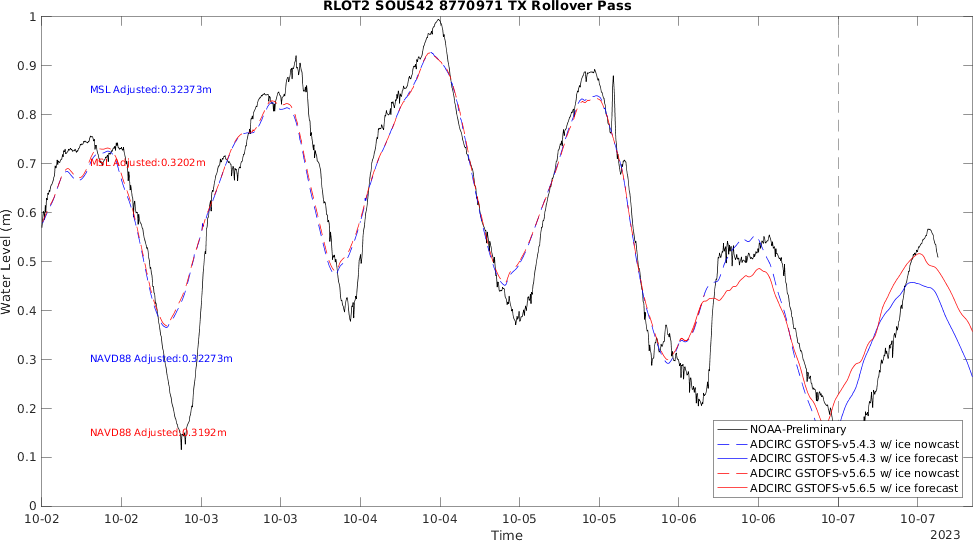 RLOT2 SOUS42 8770971 TX Rollover Pass
1
0.9
0.8
0.7
0.6
0.5
0.4
0.3
0.2
0.1
0
Water Level (m)
MSL Adjusted:0.32373m
MSL Adjusted:0.3202m
NAVD88 Adjusted:0.32273m
NAVD88 Adjusted:0.3192m
NOAA-Preliminary
ADCIRC GSTOFS-v5.4.3 w/ ice nowcast
ADCIRC GSTOFS-v5.4.3 w/ ice forecast
ADCIRC GSTOFS-v5.6.5 w/ ice nowcast
ADCIRC GSTOFS-v5.6.5 w/ ice forecast
10-02 10-02 10-03 10-03 10-04 10-04 10-05 10-05 10-06 10-06 10-07 10-07
Time
2023